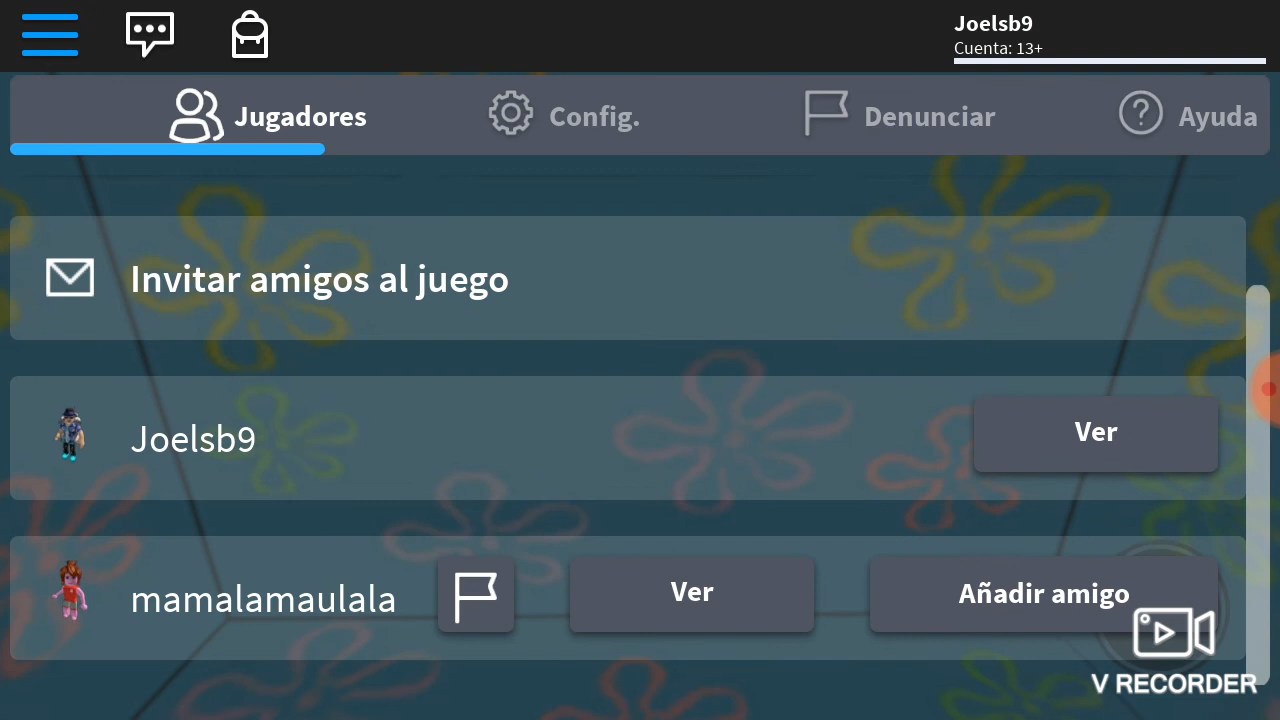 Joelsb9
Cuenta: 13+
Jugadores
Config.
Denunciar
Ayuda
Invitar amigos al juego
Joelsb9
Ver
mamalamaulala
Ver
Añadir amigo
V RECORDER